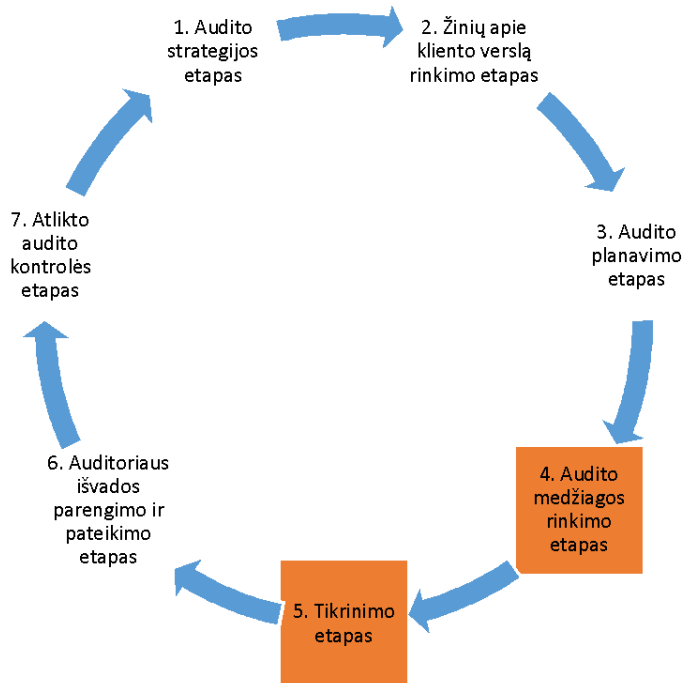 1. Audito
strategijos
etapas
2. Žinių apie
kliento verslą
rinkimo etapas
3. Audito
planavimo
etapas
4. Audito
medžiagos
rinkimo
etapas
5. Tikrinimo
etapas
6. Auditoriaus
išvados
parengimo ir
pateikimo
etapas
7. Atlikto
audito
kontrolės
etapas